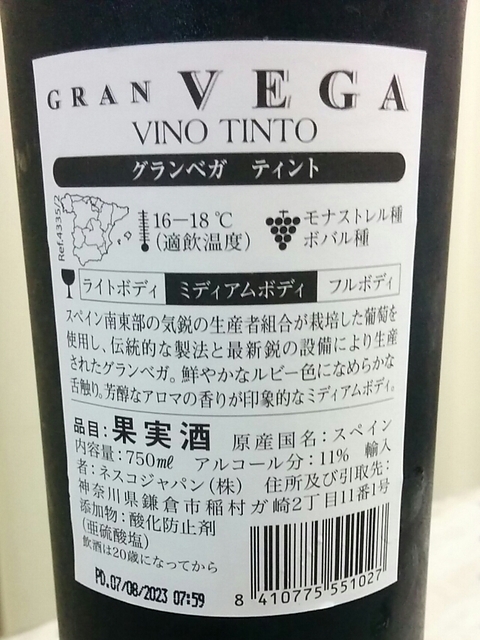 GRAN VEGA
VINO TINTO
グランベガ ティント
Ref.4335/2
16−18℃
(適飲温度)
モナストレル種
ボバル種
ライトボディ ミディアムボディ フルボディ
スペイン南東部の気鋭の生産者組合が栽培した葡萄を
使用し、伝統的な製法と最新鋭の設備により生産
されたグランベガ。鮮やかなルビー色になめらかな
舌触り。芳醇なアロマの香りが印象的なミディアムボディ。
品目:果実酒 原産国名:スペイン
内容量:750㎖ アルコール分:11% 輸入
者:ネスコジャパン(株) 住所及び引取先:
神奈川県鎌倉市稲村ガ崎2丁目11番1号
添加物:酸化防止剤
(亜硫酸塩)
飲酒は20歳になってから
PD.07/08/2023 07:59
8 410775 551027